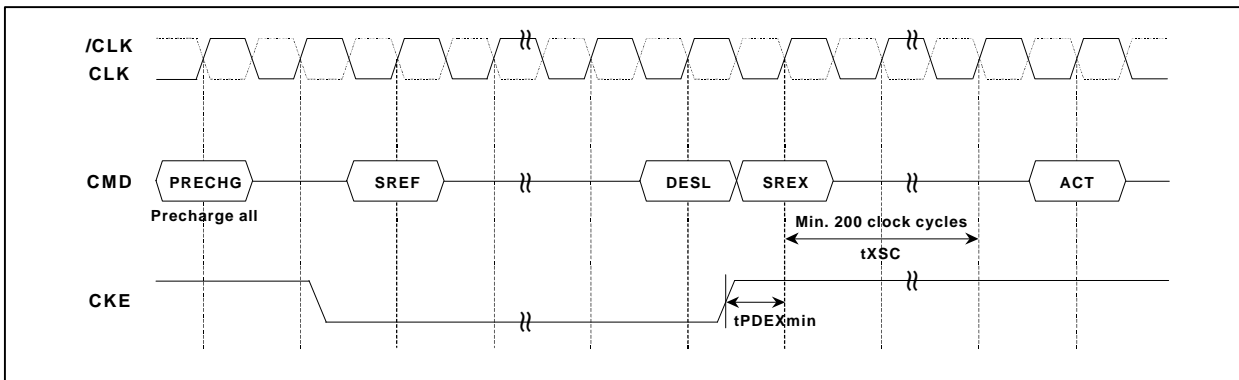 /CLK
CLK
CMD
PRECHG
SREF
DESL
SREX
ACT
Precharge all
Min. 200 clock cycles
tXSC
CKE
tPDEXmin